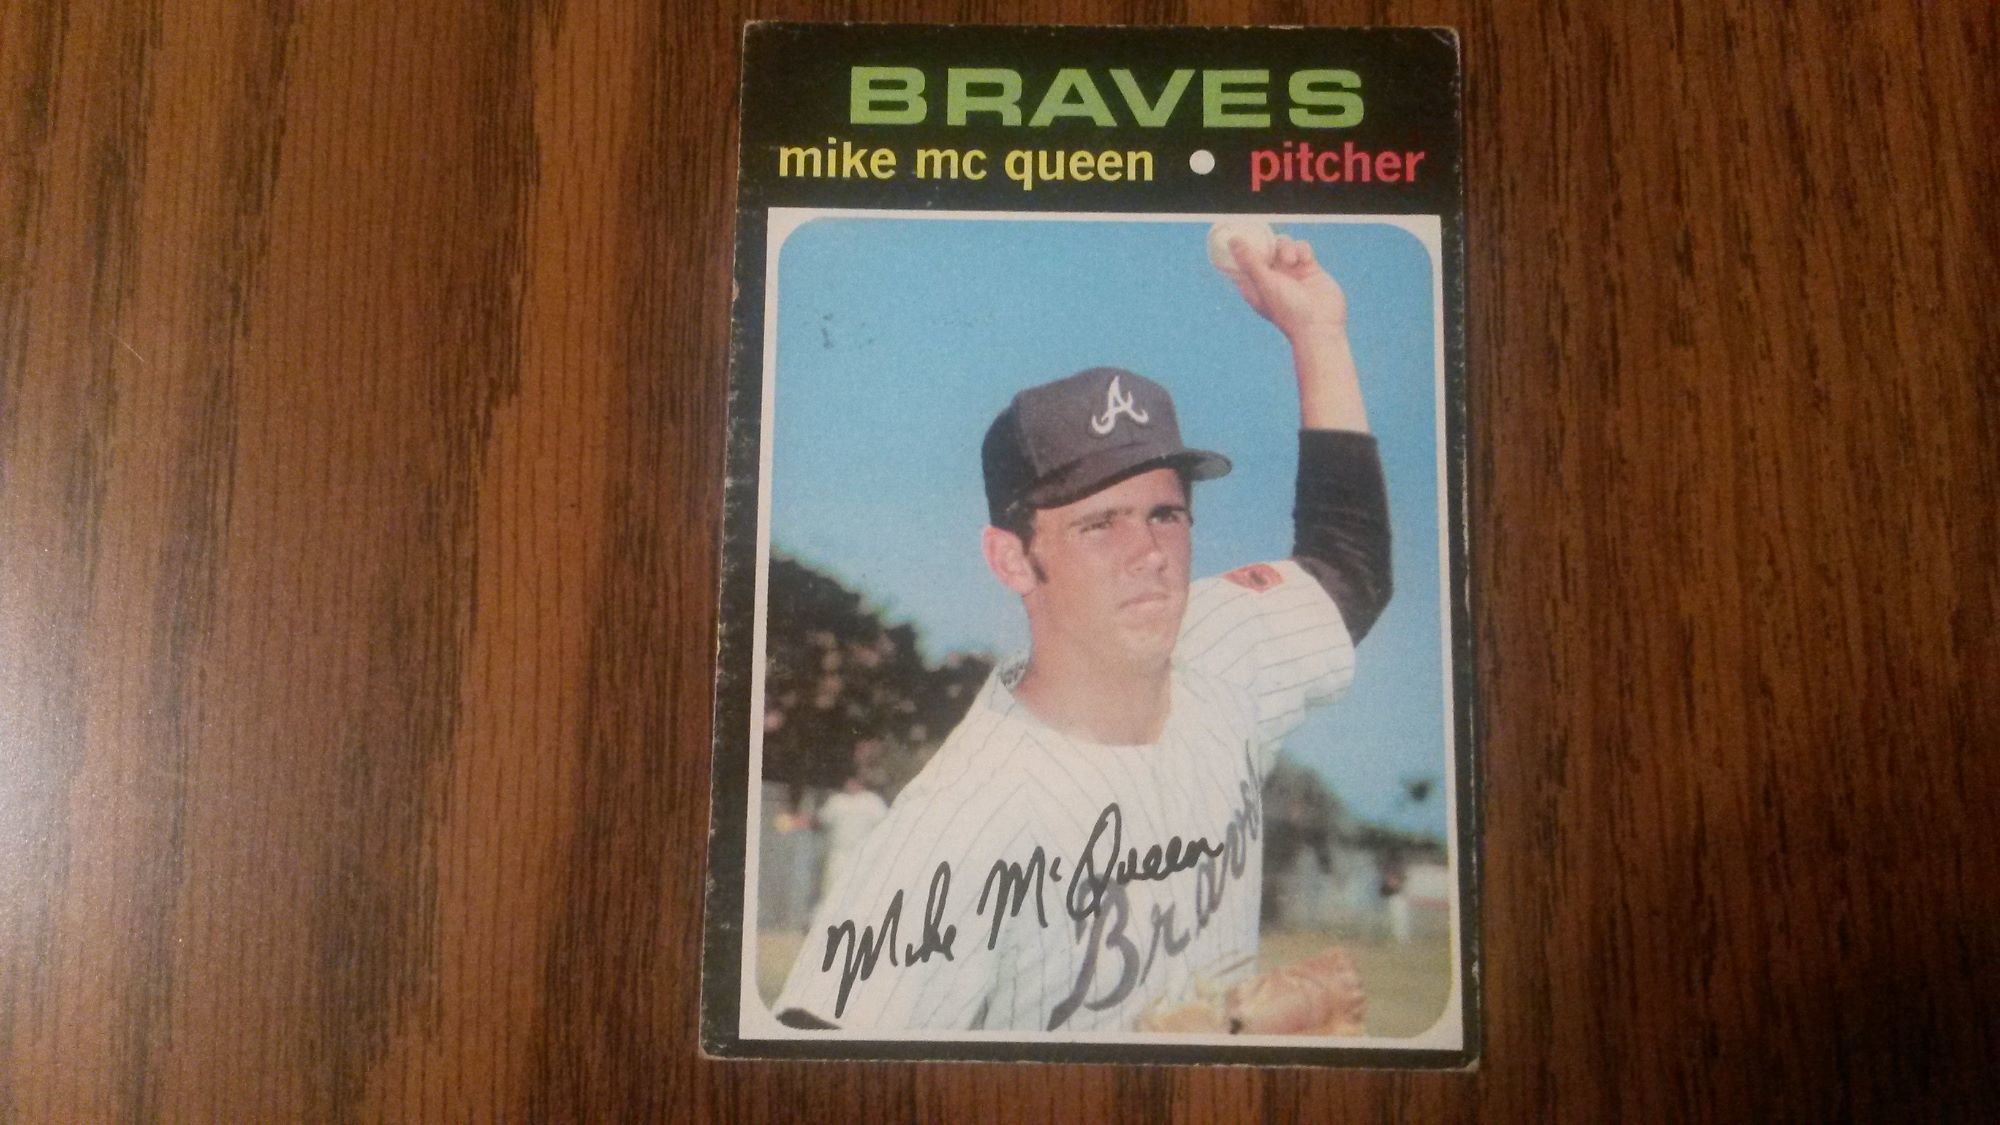 BRAVES
mike mc queen • pitcher
A
Mike McQueen
Braves